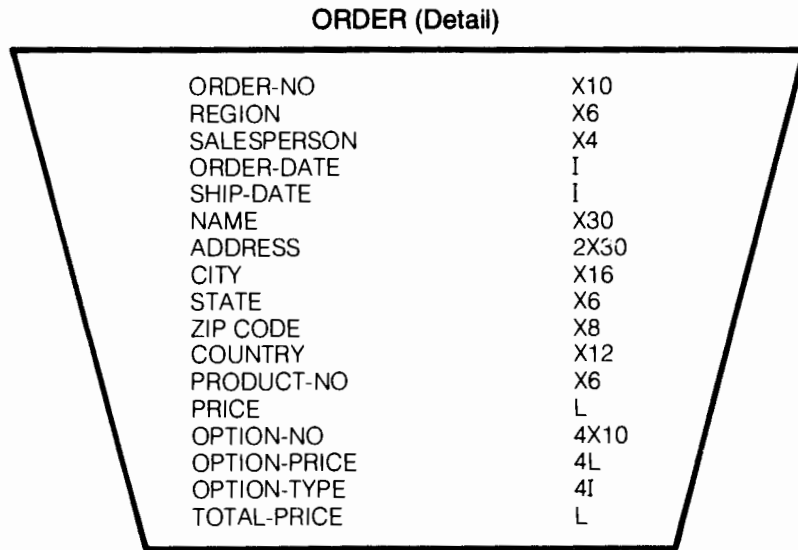 ORDER (Detail)
ORDER-NO X10
REGION X6
SALESPERSON X4
ORDER-DATE I
SHIP-DATE I
NAME X30
ADDRESS 2X30
CITY X16
STATE X6
ZIP CODE X8
COUNTRY X12
PRODUCT-NO X6
PRICE L
OPTION-NO 4X10
OPTION-PRICE 4L
OPTION-TYPE 4I
TOTAL-PRICE L